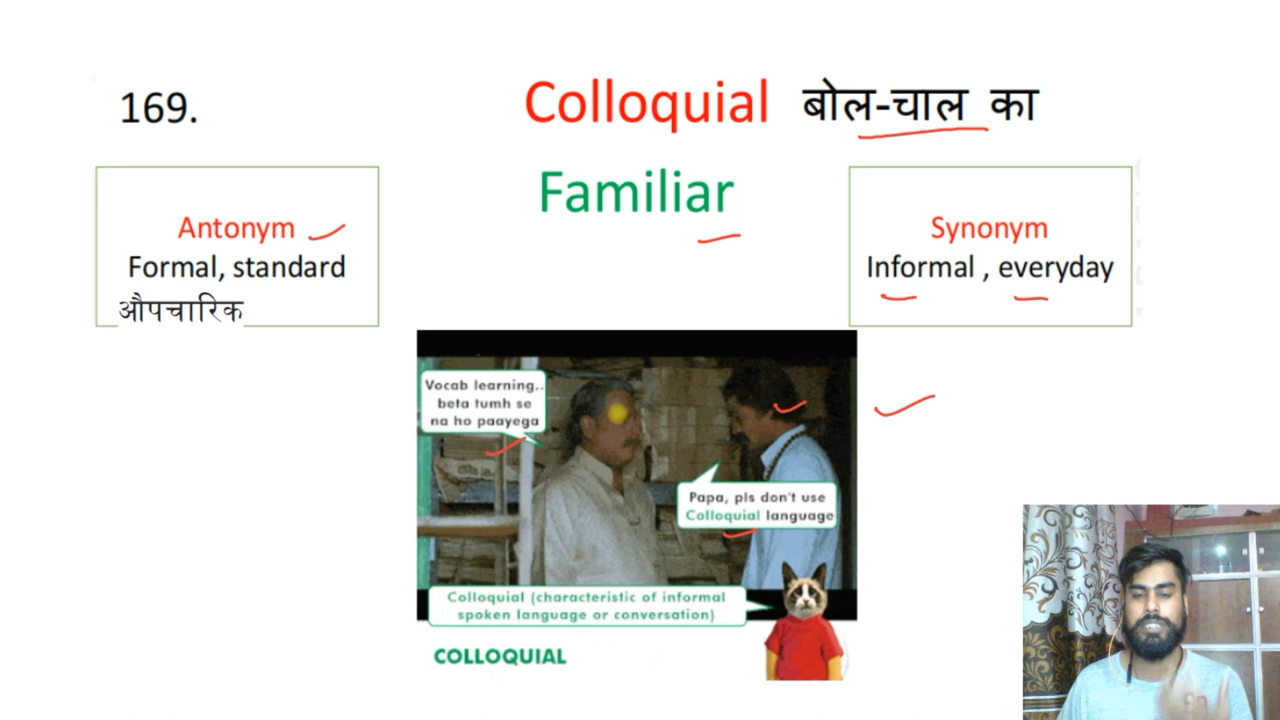 169.
Colloquial बोल-चाल का
Familiar
Antonym
Formal, standard
औपचारिक
Synonym
Informal , everyday
Vocab learning..
beta tumh se
na ho paayega
Papa, pls don't use
Colloquial language
Colloquial (characteristic of informal
spoken language or conversation)
COLLOQUIAL